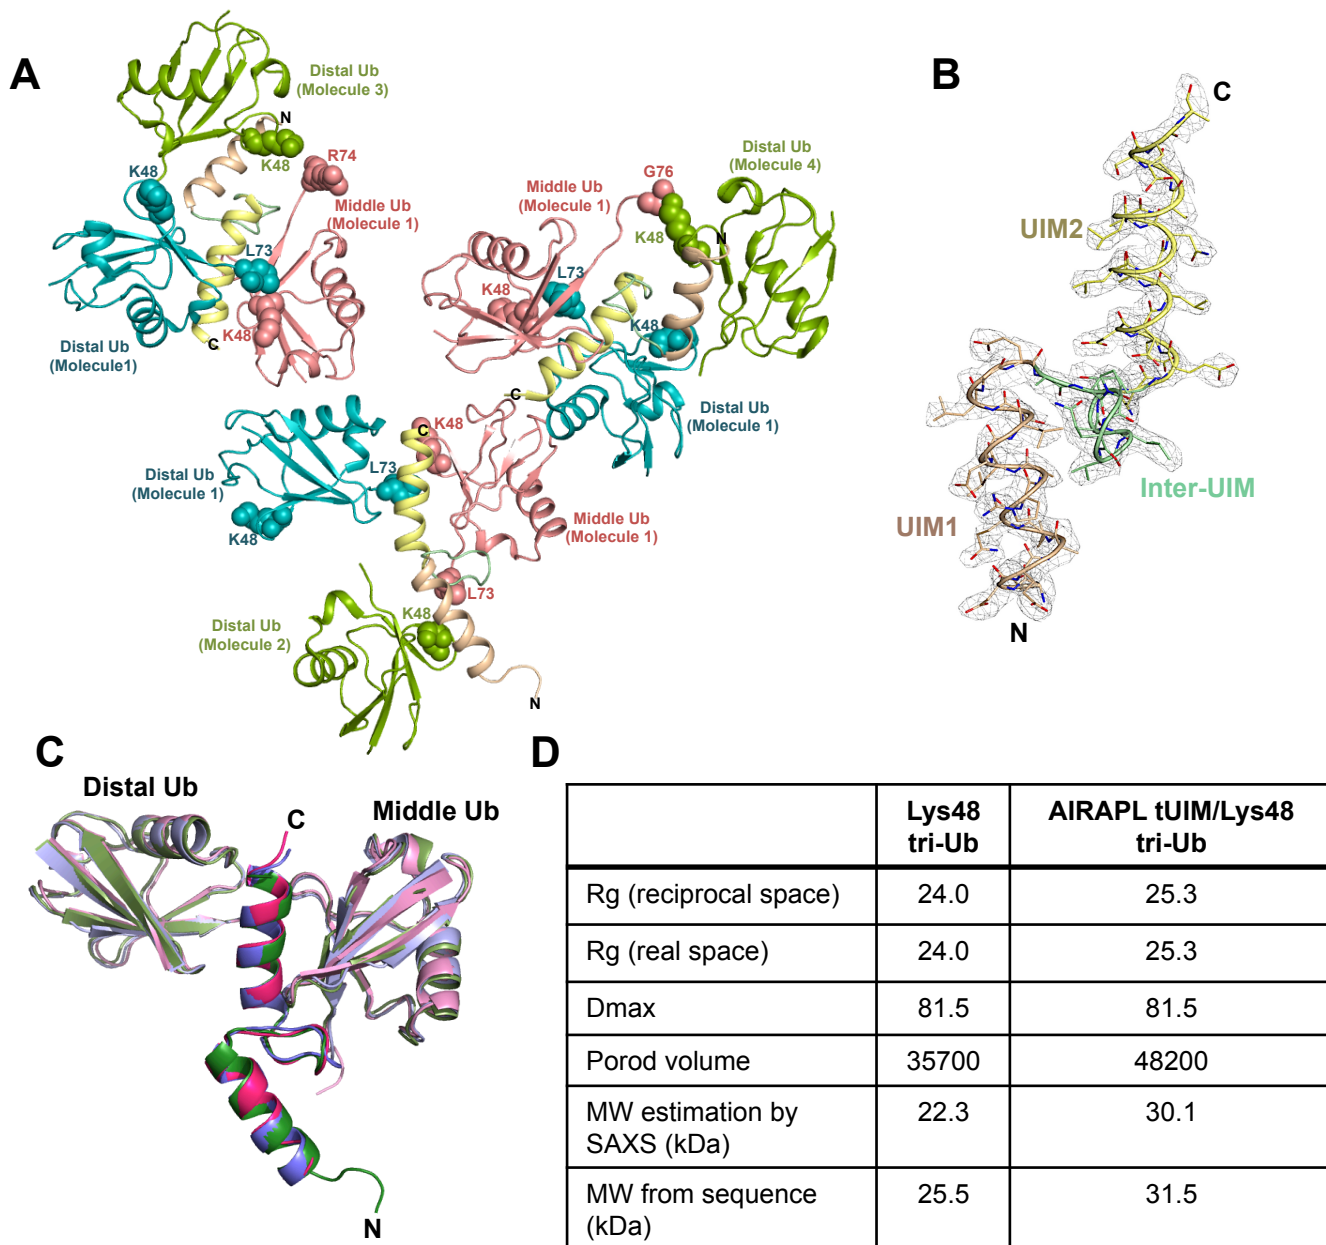 A
Distal Ub
(Molecule 3)
N
K48
K48
R74
Middle Ub
(Molecule 1)
L73
K48
C
Distal Ub
(Molecule1)
Middle Ub
(Molecule 1)
G76
Distal Ub
(Molecule 4)
K48
N
L73
K48
K48
C
Distal Ub
(Molecule 1)
K48
C
L73
Distal Ub
(Molecule 1)
K48
Middle Ub
(Molecule 1)
L73
K48
Distal Ub
(Molecule 2)
N
B
C
UIM2
Inter-UIM
UIM1
N
C
Distal Ub
Middle Ub
C
N
D
Lys48
tri-Ub
AIRAPL tUIM/Lys48
tri-Ub
Rg (reciprocal space) 24.0 25.3
Rg (real space) 24.0 25.3
Dmax 81.5 81.5
Porod volume 35700 48200
MW estimation by
SAXS (kDa) 22.3 30.1
MW from sequence
(kDa) 25.5 31.5